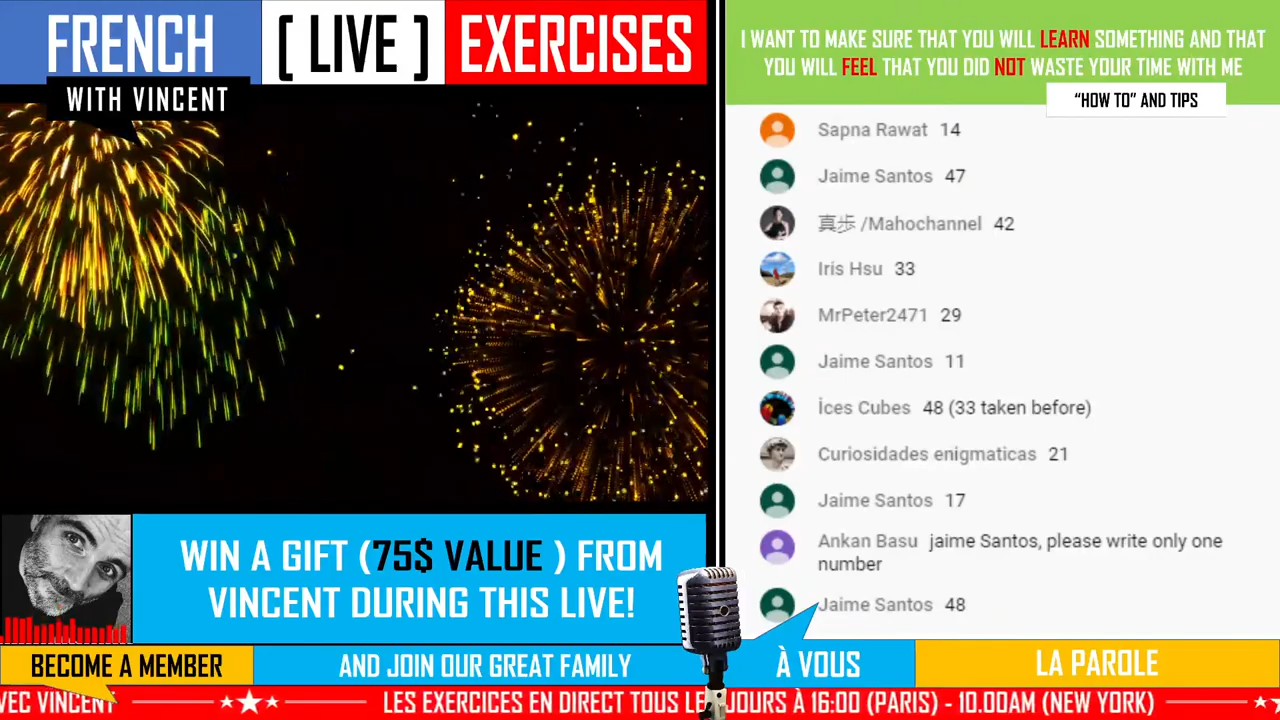 FRENCH [ LIVE ] EXERCISES
WITH VINCENT
I WANT TO MAKE SURE THAT YOU WILL LEARN SOMETHING AND THAT
YOU WILL FEEL THAT YOU DID NOT WASTE YOUR TIME WITH ME
“HOW TO” AND TIPS
Sapna Rawat 14
Jaime Santos 47
真歩 /Mahochannel 42
Iris Hsu 33
MrPeter2471 29
Jaime Santos 11
İces Cubes 48 (33 taken before)
Curiosidades enigmaticas 21
Jaime Santos 17
Ankan Basu jaime Santos, please write only one
number
Jaime Santos 48
WIN A GIFT (75$ VALUE ) FROM
VINCENT DURING THIS LIVE!
BECOME A MEMBER AND JOIN OUR GREAT FAMILY À VOUS LA PAROLE
VEC VINCENT LES EXERCICES EN DIRECT TOUS LE JOURS À 16:00 (PARIS) - 10.00AM (NEW YORK)